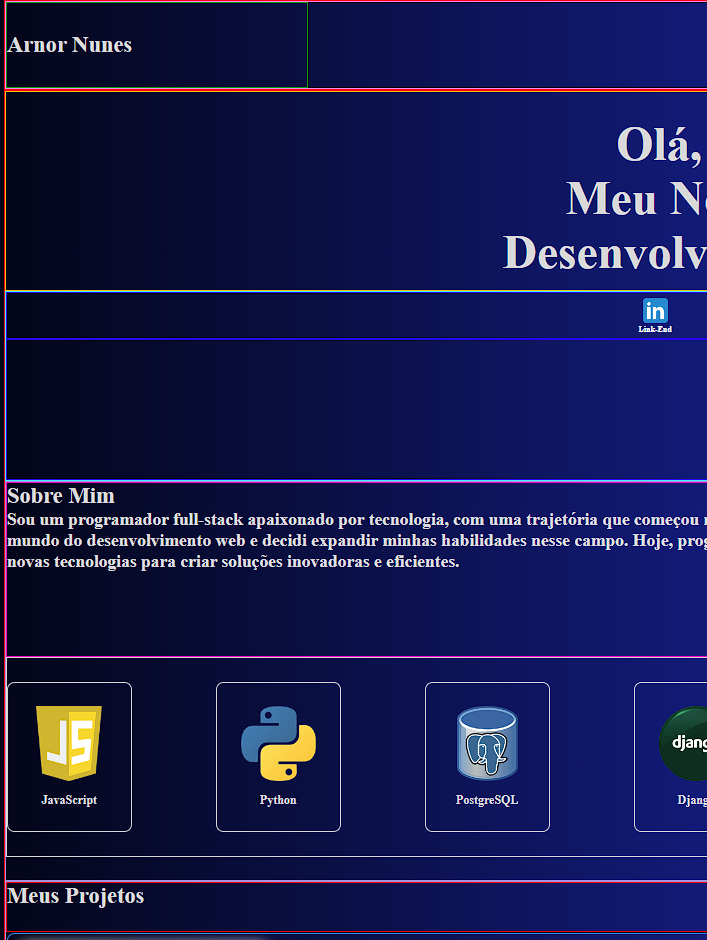 Arnor Nunes
Olá,
Meu N
Desenvolv
in
Link-End
Sobre Mim
Sou um programador full-stack apaixonado por tecnologia, com uma trajetória que começou
mundo do desenvolvimento web e decidi expandir minhas habilidades nesse campo. Hoje, prog
novas tecnologias para criar soluções inovadoras e eficientes.
JS
djang
JavaScript
Python
PostgreSQL
Djang
Meus Projetos